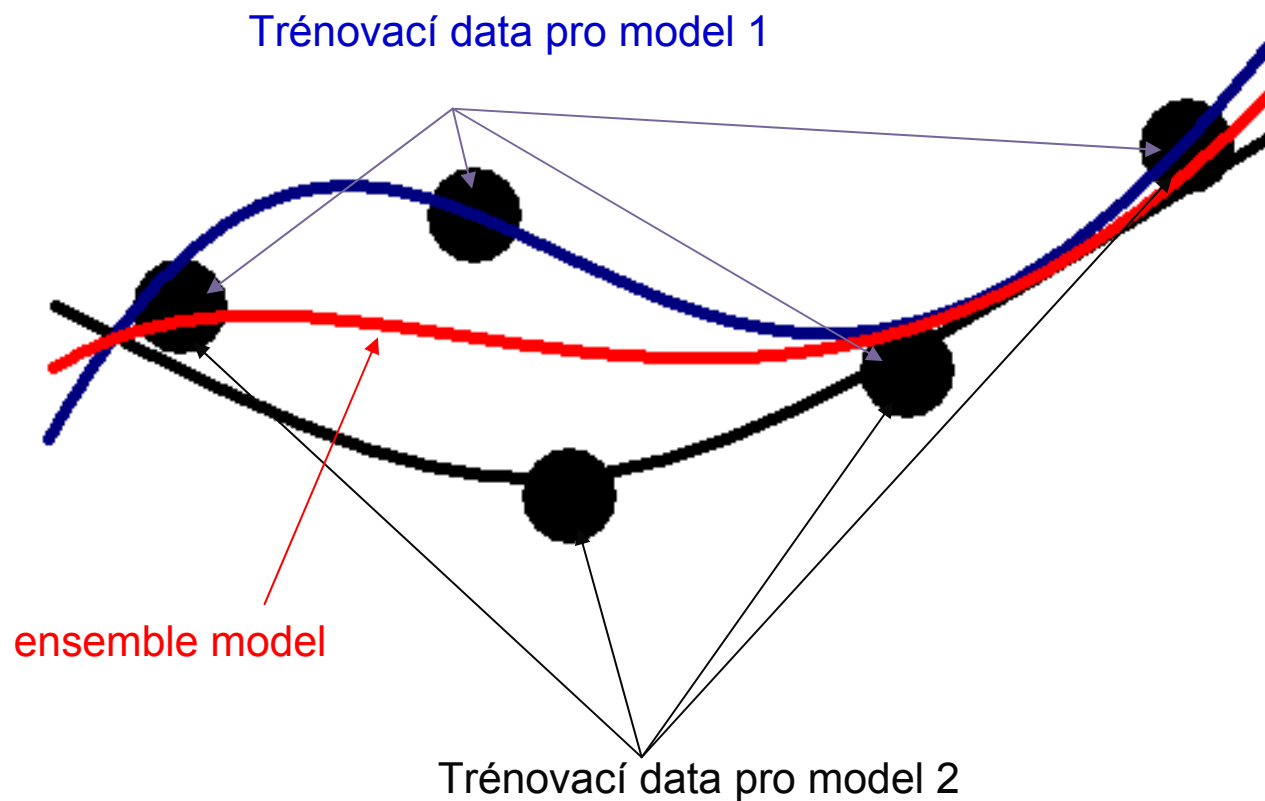 Trénovací data pro model 1
ensemble model
Trénovací data pro model 2